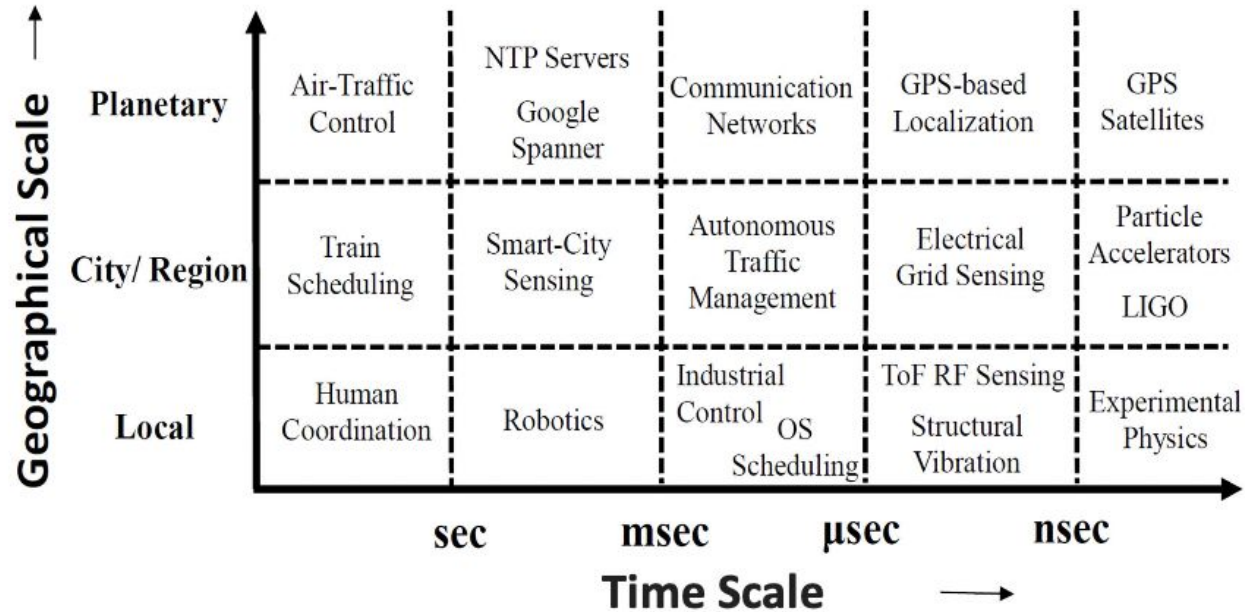 Geographical Scale
Planetary
Air-Traffic
Control
NTP Servers
Google
Spanner
Communication
Networks
GPS-based
Localization
GPS
Satellites
City/ Region
Train
Scheduling
Smart-City
Sensing
Autonomous
Traffic
Management
Electrical
Grid Sensing
Particle
Accelerators
LIGO
Local
Human
Coordination
Robotics
Industrial
Control
OS
Scheduling
ToF RF Sensing
Structural
Vibration
Experimental
Physics
sec
msec
μsec
nsec
Time Scale